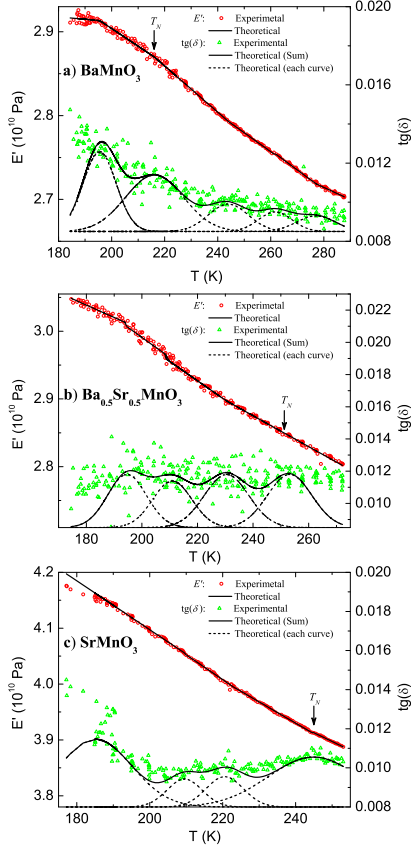 T_N
E': Experimetal
Theoretical
tg(δ): Experimental
Theoretical (Sum)
Theoretical (each curve)
a) BaMnO3
2.9
2.8
2.7
E' (10^10 Pa)
0.020
0.016
0.012
0.008
tg(δ)
180 200 220 240 260 280
T (K)
E': Experimetal
Theoretical
tg(δ): Experimental
Theoretical (Sum)
Theoretical (each curve)
T_N
b) Ba0.5Sr0.5MnO3
3.0
2.9
2.8
E' (10^10 Pa)
0.022
0.020
0.018
0.016
0.014
0.012
0.010
tg(δ)
180 200 220 240 260
T (K)
E': Experimetal
Theoretical
tg(δ): Experimental
Theoretical (Sum)
Theoretical (each curve)
T_N
c) SrMnO3
4.2
4.1
4.0
3.9
3.8
E' (10^10 Pa)
0.020
0.018
0.016
0.014
0.012
0.010
0.008
tg(δ)
180 200 220 240
T (K)